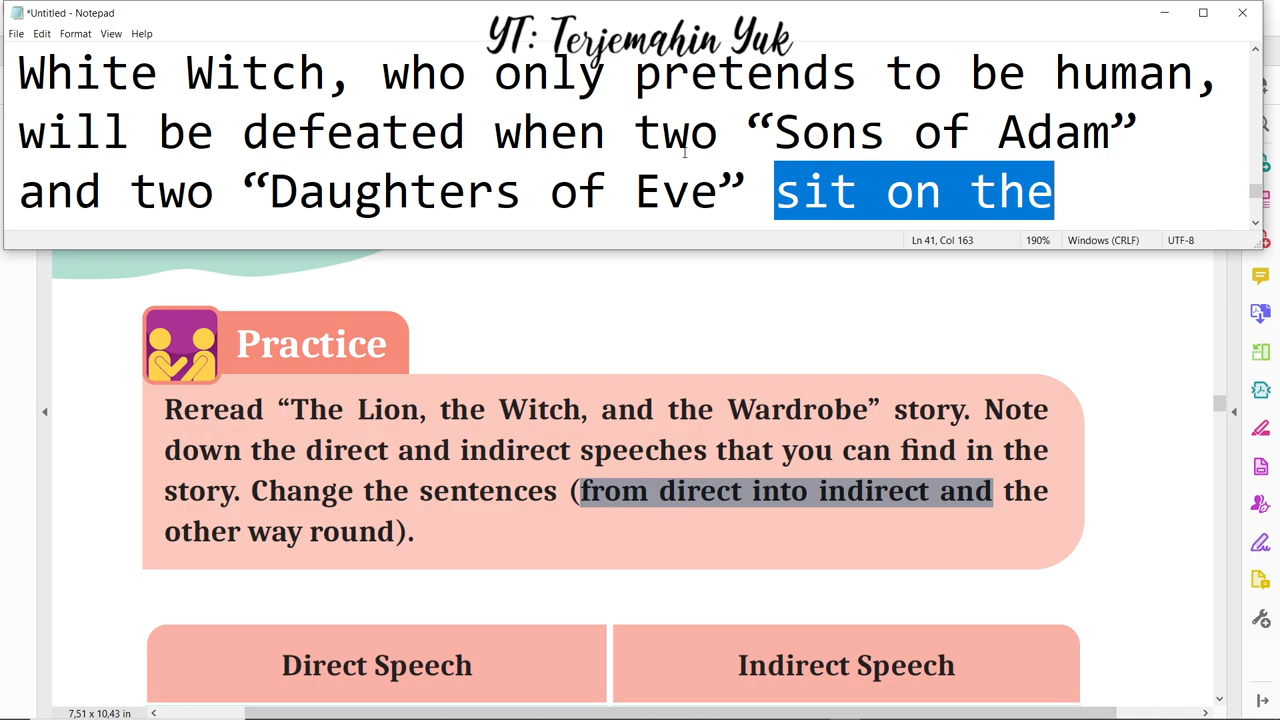 *Untitled - Notepad
YT: Terjemahin Yuk
File Edit Format View Help
White Witch, who only pretends to be human,
will be defeated when two “Sons of Adam”
and two “Daughters of Eve” sit on the
Ln 41, Col 163 190% Windows (CRLF) UTF-8
Practice
Reread “The Lion, the Witch, and the Wardrobe” story. Note
down the direct and indirect speeches that you can find in the
story. Change the sentences (from direct into indirect and the
other way round).
Direct Speech Indirect Speech
7,51 x 10,43 in